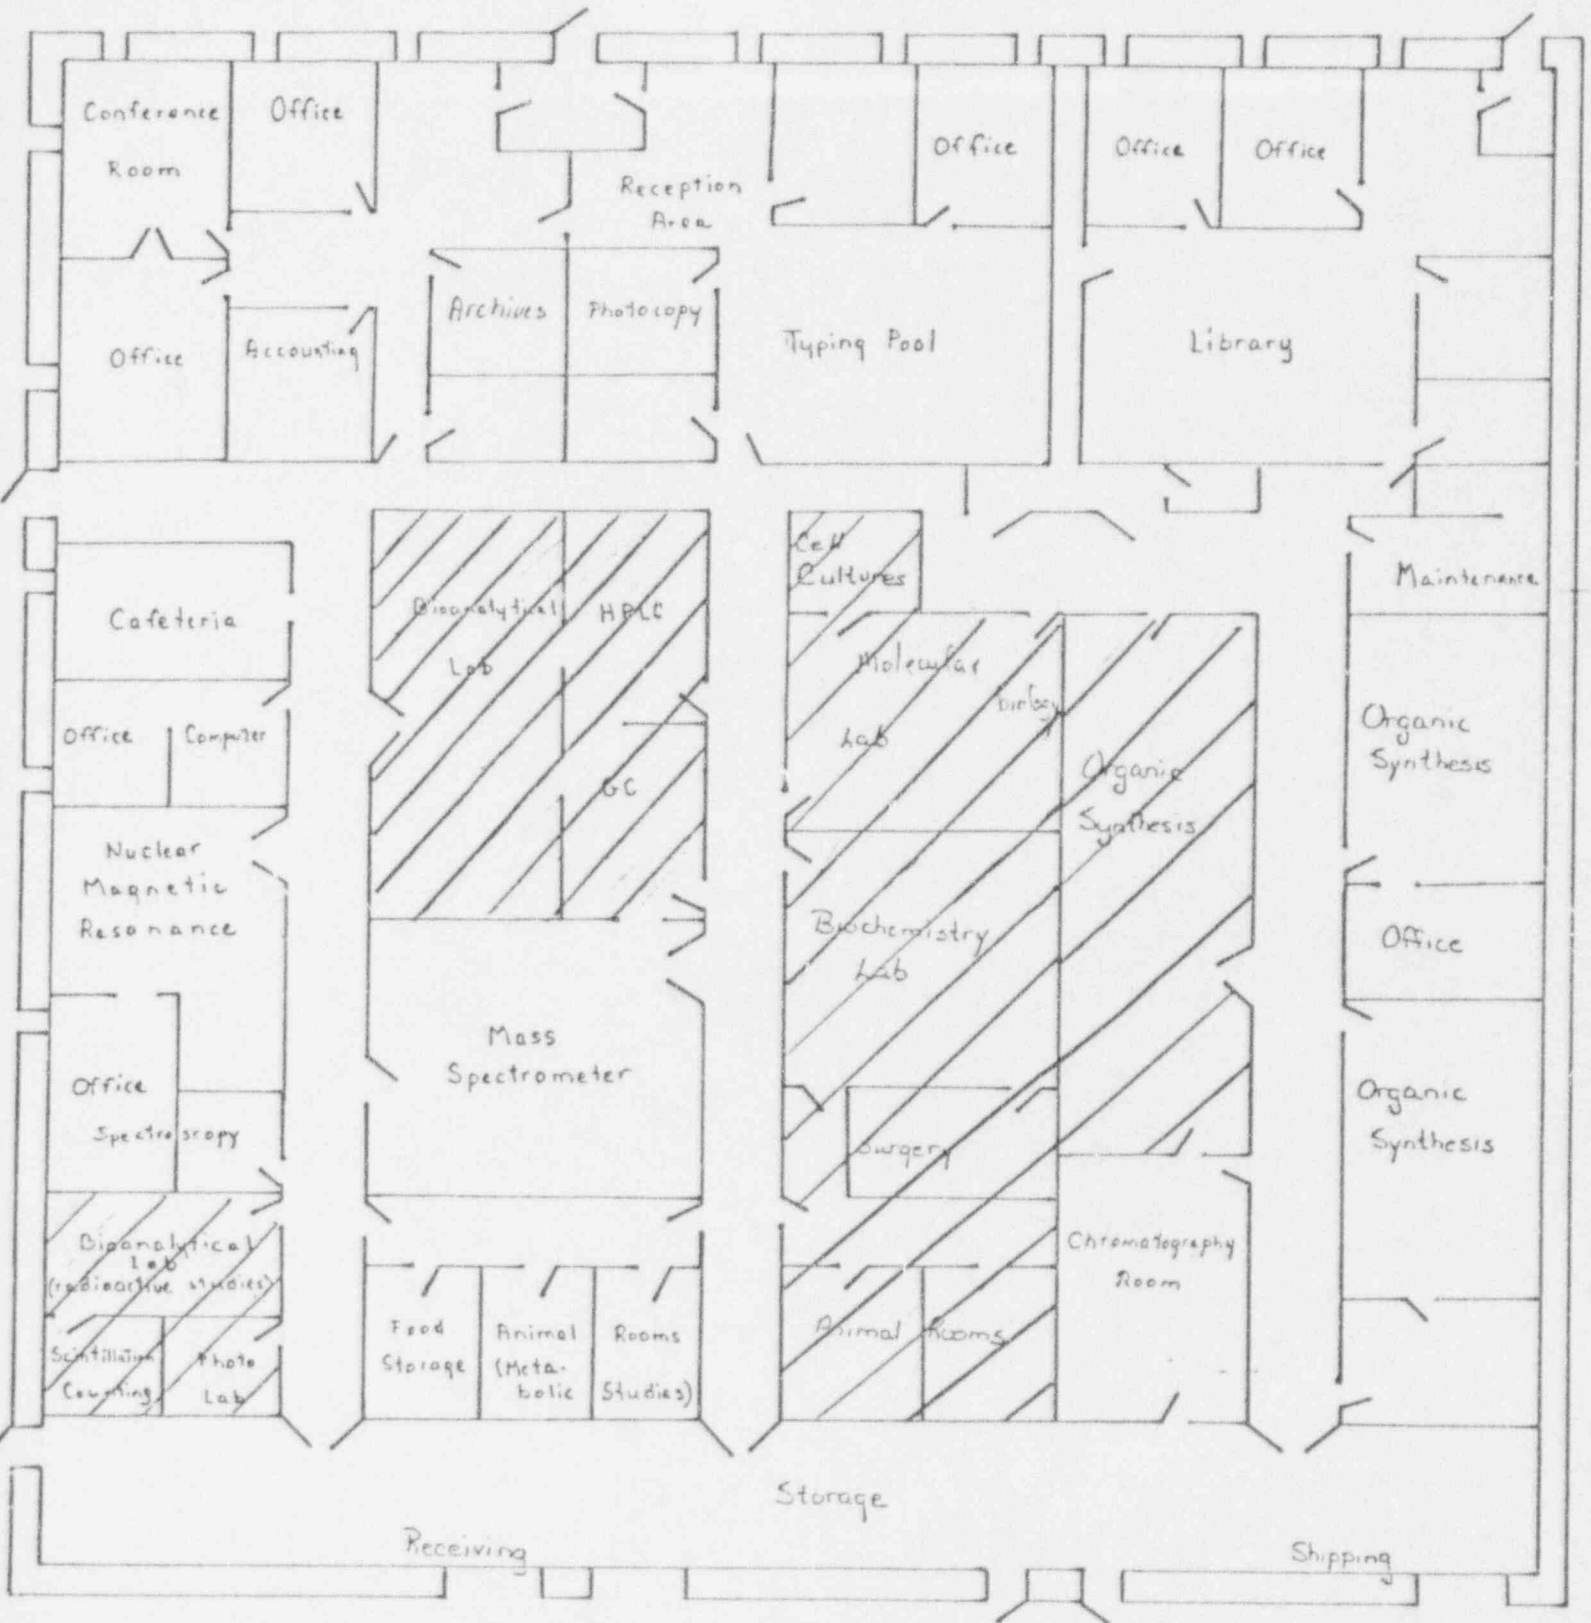 Conference
Room
Office
Reception
Area
Office
Office
Office
Office
Accounting
Archives
Photocopy
Typing Pool
Library
Cafeteria
Office
Computer
Nuclear
Magnetic
Resonance
Office
Spectroscopy
Bioanalytical
Lab
(radioactive studies)
Scintillation
Counting
Photo
Lab
Bioanalytical
Lab
HPLC
GC
Mass
Spectrometer
Food
Storage
Animal Rooms
(Meta-
bolic Studies)
Cell
Cultures
Molecular
Biology
Lab
Biochemistry
Lab
Surgery
Animal Rooms
Organic
Synthesis
Chromatography
Room
Maintenance
Organic
Synthesis
Office
Organic
Synthesis
Storage
Receiving
Shipping